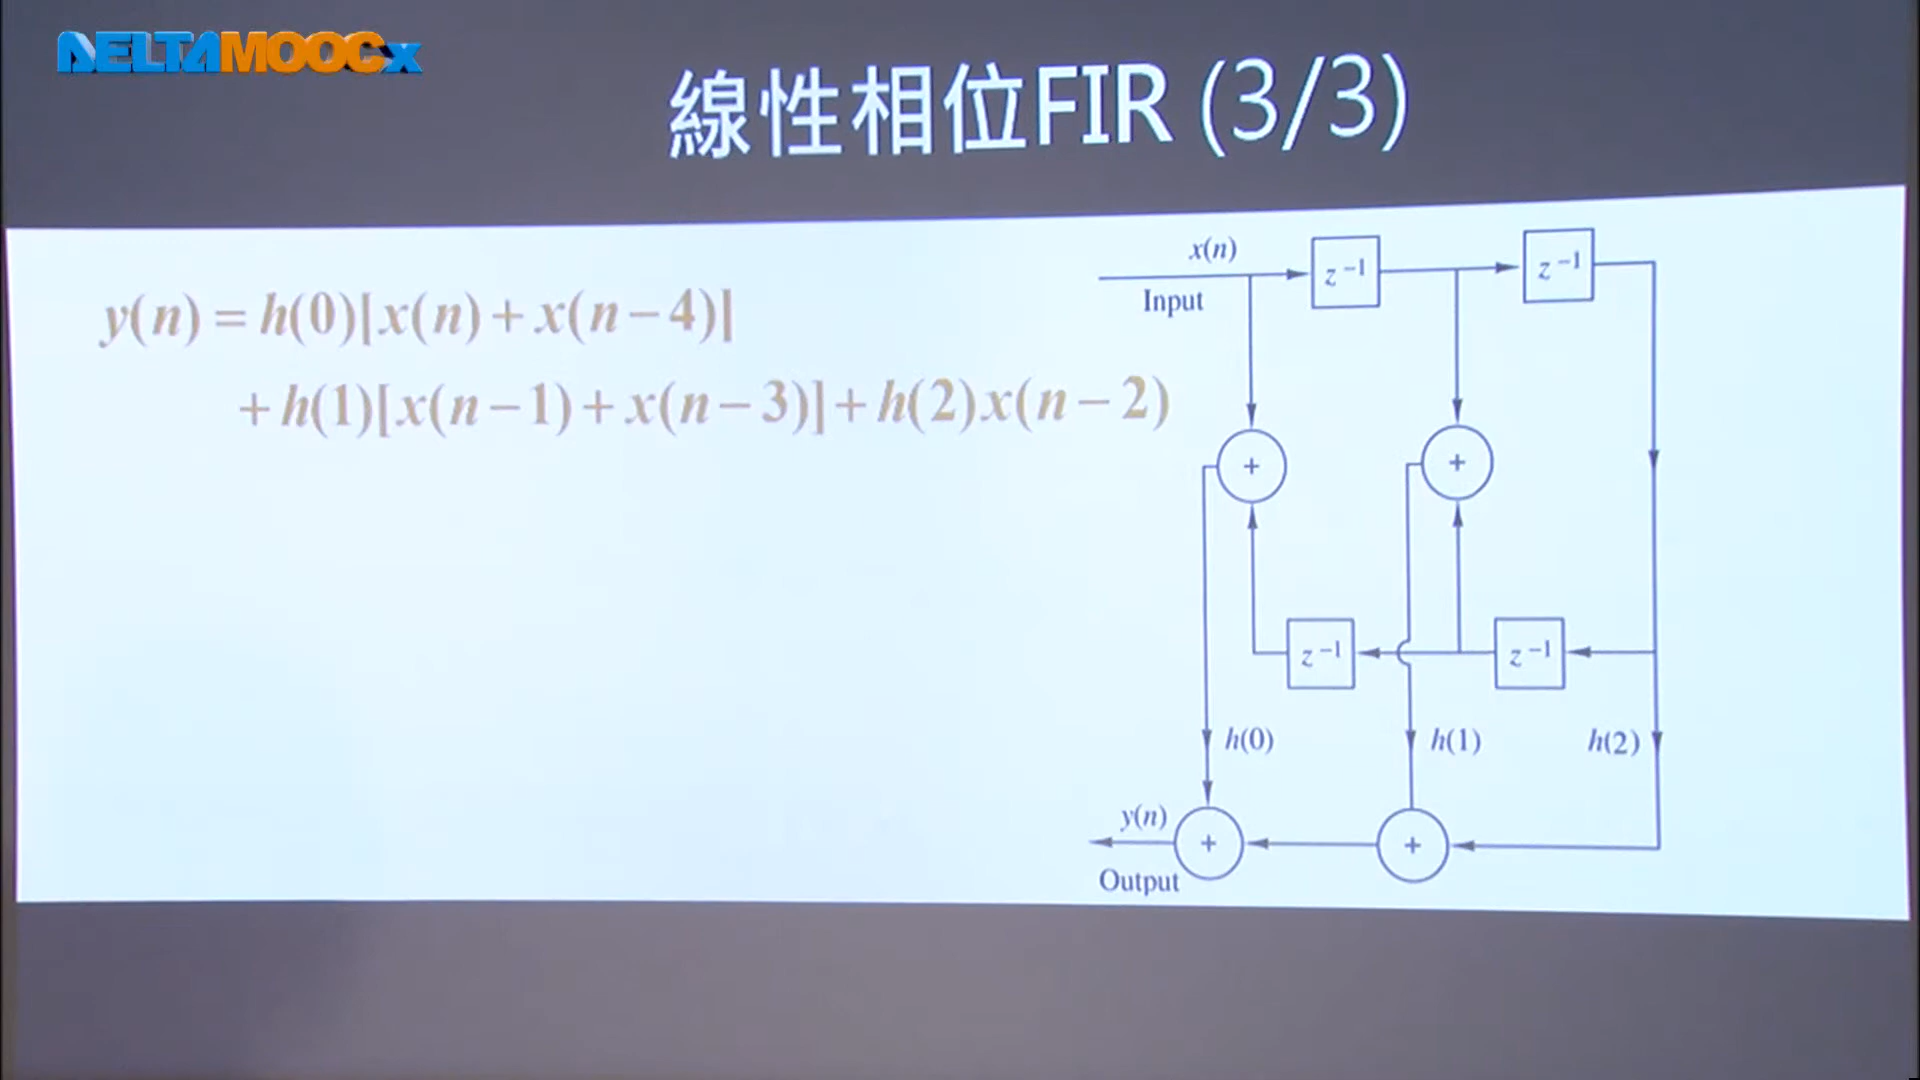 DELTAMOOCx
線性相位FIR (3/3)
y(n) = h(0)[x(n) + x(n − 4)]
+ h(1)[x(n − 1) + x(n − 3)] + h(2)x(n − 2)
x(n)
Input
z⁻¹
z⁻¹
+
+
z⁻¹
z⁻¹
h(0)
h(1)
h(2)
y(n)
+
+
Output